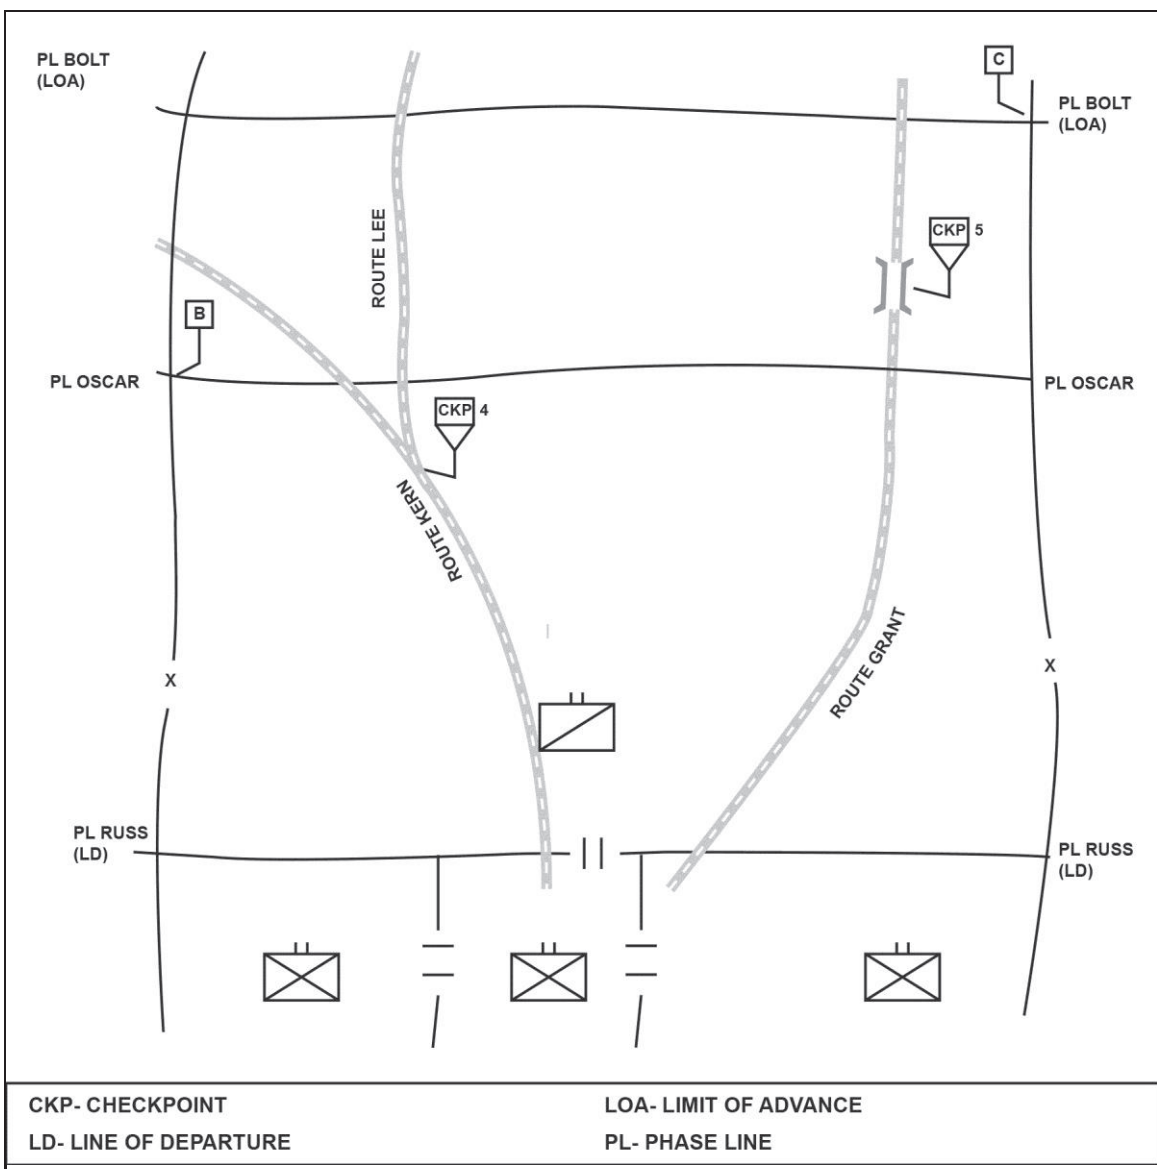 PL BOLT
(LOA)
C
PL BOLT
(LOA)
ROUTE LEE
CKP 5
B
PL OSCAR
PL OSCAR
CKP 4
ROUTE KERN
ROUTE GRANT
X
X
PL RUSS
(LD)
PL RUSS
(LD)
CKP- CHECKPOINT
LOA- LIMIT OF ADVANCE
LD- LINE OF DEPARTURE
PL- PHASE LINE